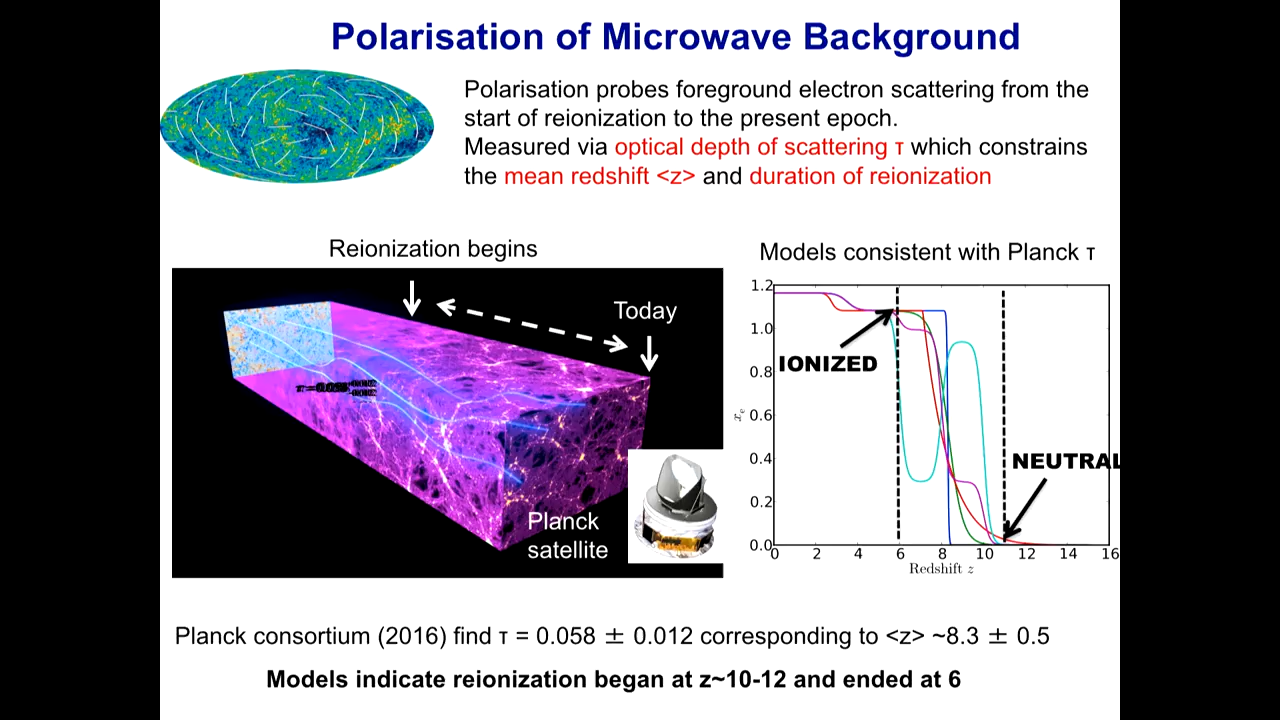 Polarisation of Microwave Background
Polarisation probes foreground electron scattering from the
start of reionization to the present epoch.
Measured via optical depth of scattering τ which constrains
the mean redshift <z> and duration of reionization
Reionization begins
Today
Planck
satellite
Models consistent with Planck τ
1.2
1.0
0.8
0.6
0.4
0.2
0.0
xₑ
IONIZED
NEUTRAL
0 2 4 6 8 10 12 14 16
Redshift z
Planck consortium (2016) find τ = 0.058 ± 0.012 corresponding to <z> ~8.3 ± 0.5
Models indicate reionization began at z~10-12 and ended at 6